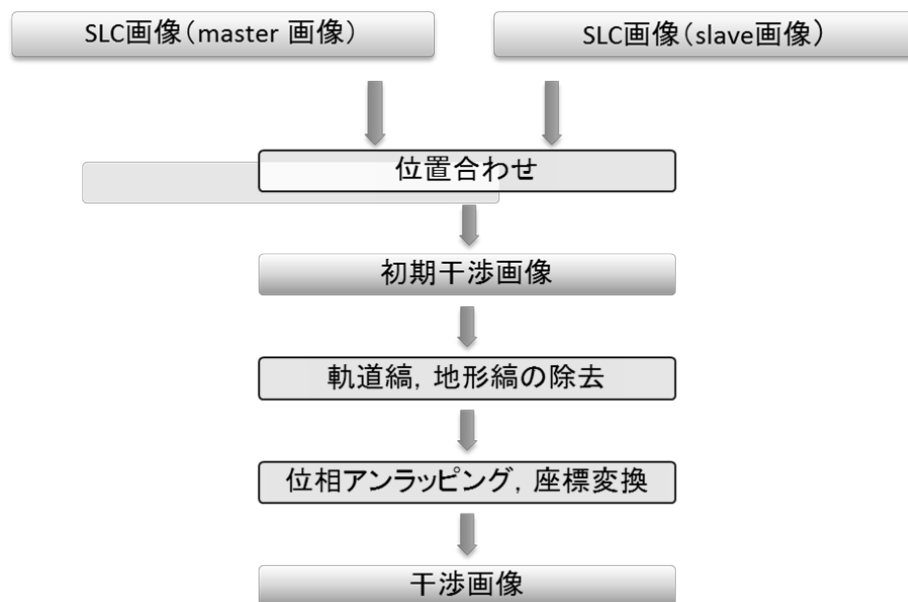 SLC画像（master 画像）
SLC画像（slave画像）
位置合わせ
初期干渉画像
軌道縞，地形縞の除去
位相アンラッピング，座標変換
干渉画像